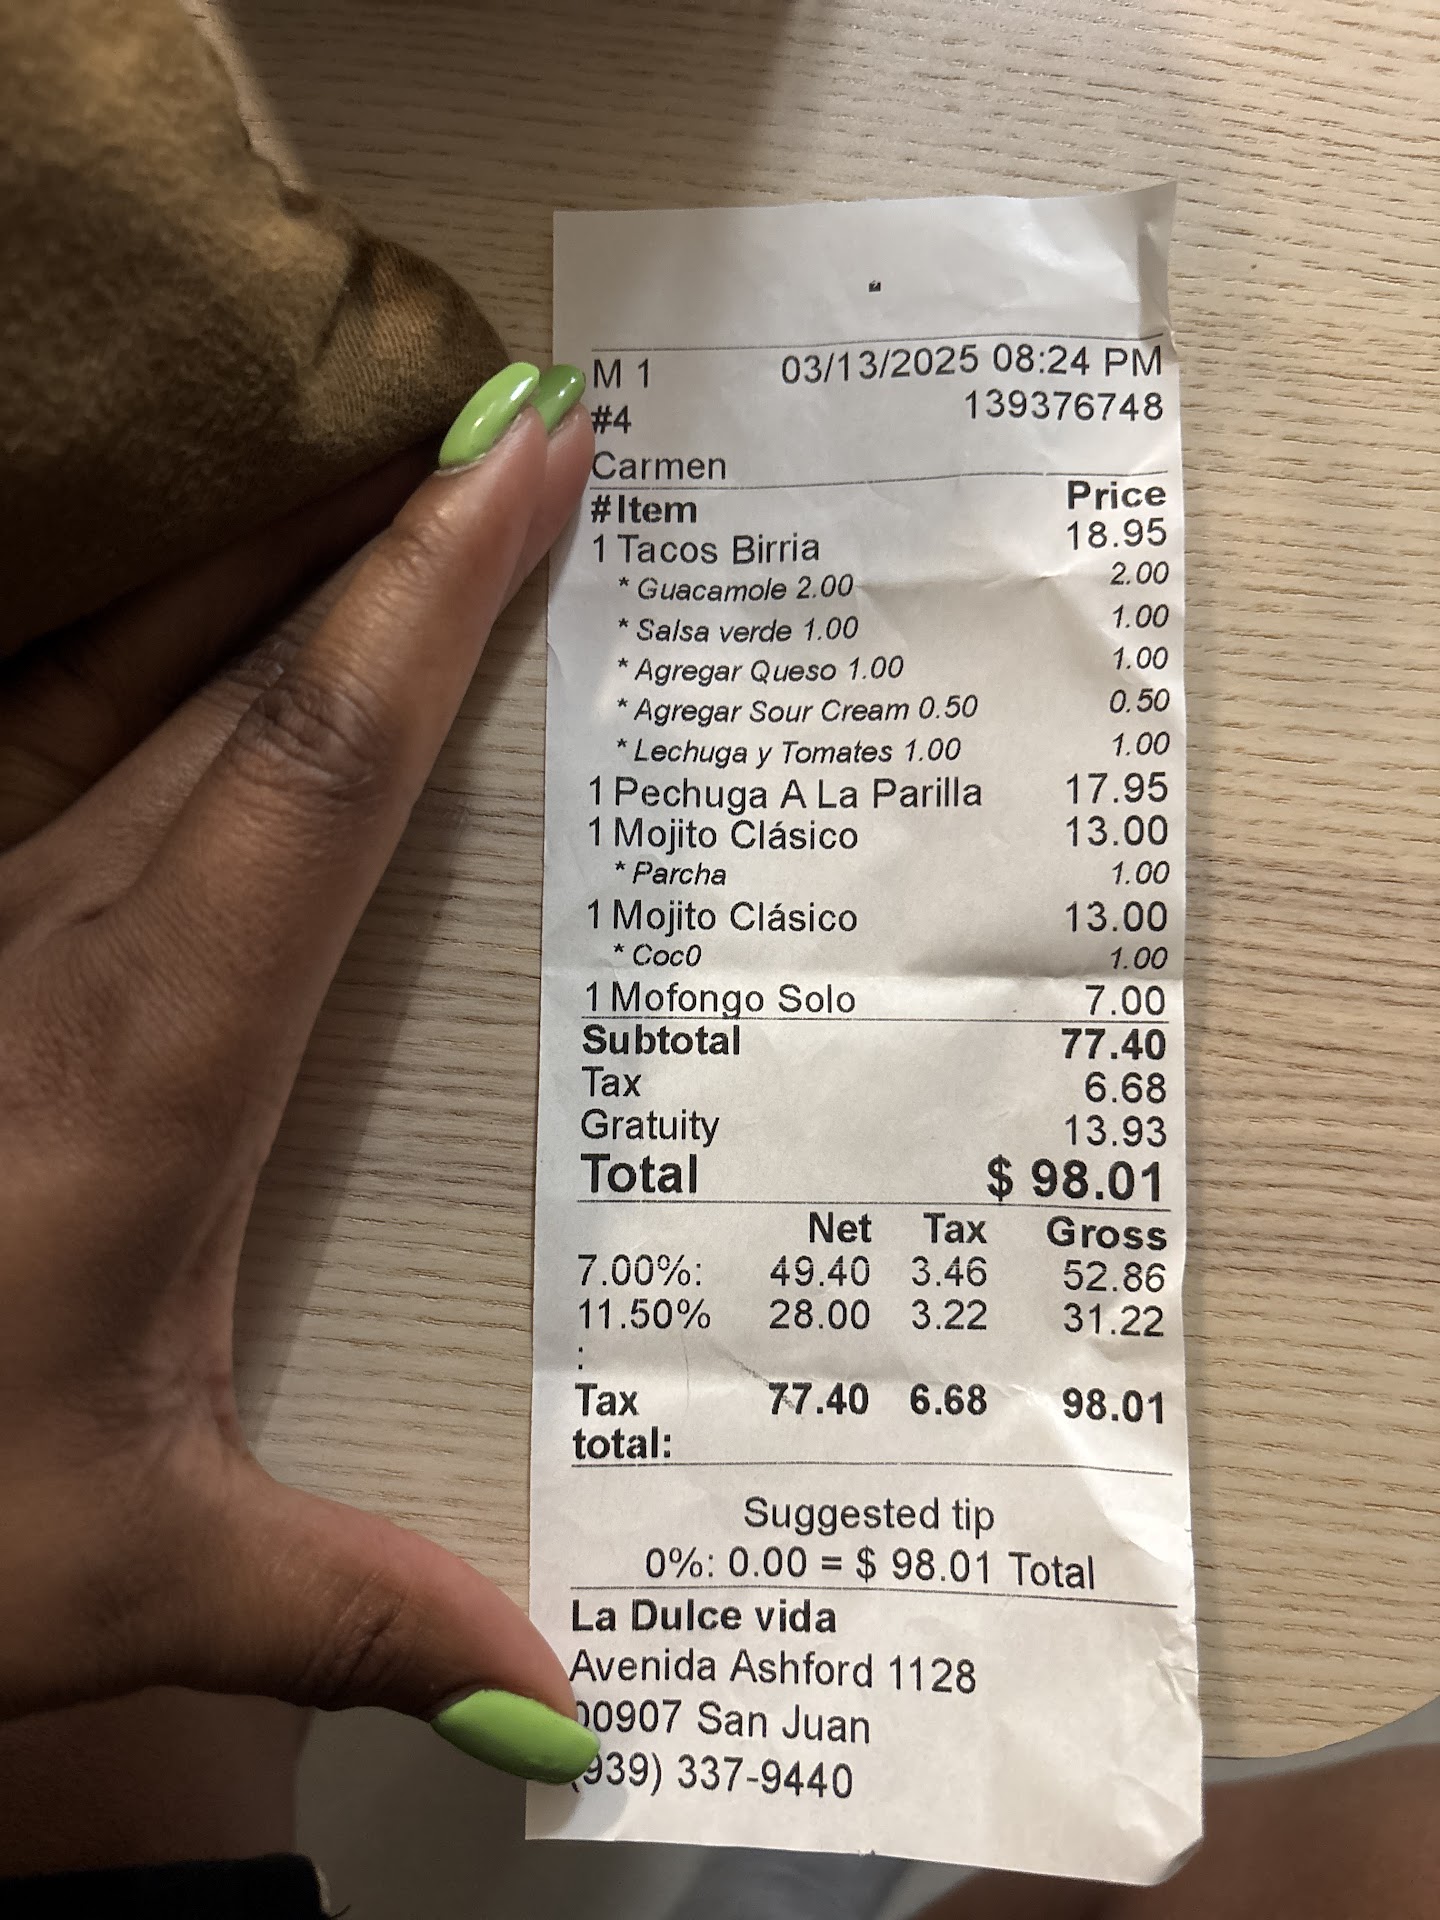 M 1 03/13/2025 08:24 PM
#4 139376748
Carmen
#Item Price
1 Tacos Birria 18.95
* Guacamole 2.00 2.00
* Salsa verde 1.00 1.00
* Agregar Queso 1.00 1.00
* Agregar Sour Cream 0.50 0.50
* Lechuga y Tomates 1.00 1.00
1 Pechuga A La Parilla 17.95
1 Mojito Clásico 13.00
* Parcha 1.00
1 Mojito Clásico 13.00
* Coc0 1.00
1 Mofongo Solo 7.00
Subtotal 77.40
Tax 6.68
Gratuity 13.93
Total $ 98.01
Net Tax Gross
7.00%: 49.40 3.46 52.86
11.50% 28.00 3.22 31.22
:
Tax 77.40 6.68 98.01
total:
Suggested tip
0%: 0.00 = $ 98.01 Total
La Dulce vida
Avenida Ashford 1128
00907 San Juan
(939) 337-9440